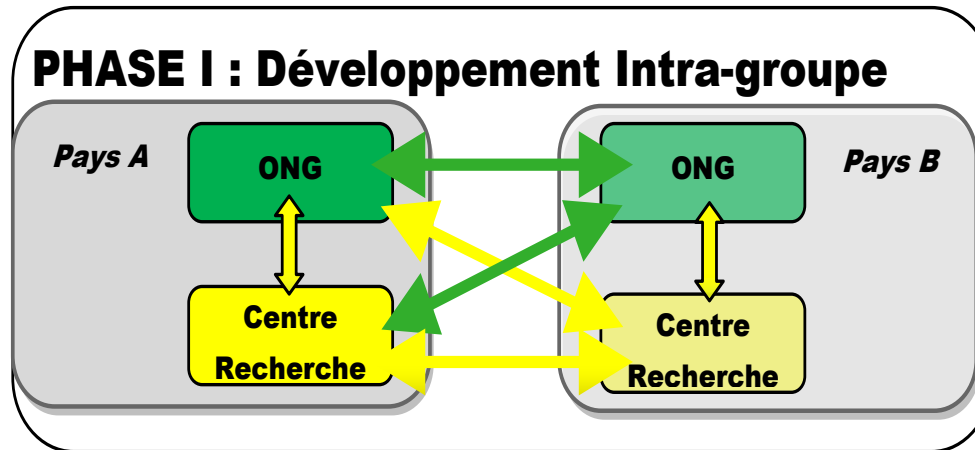 PHASE I : Développement Intra-groupe
Pays A
ONG
ONG
Pays B
Centre
Recherche
Centre
Recherche